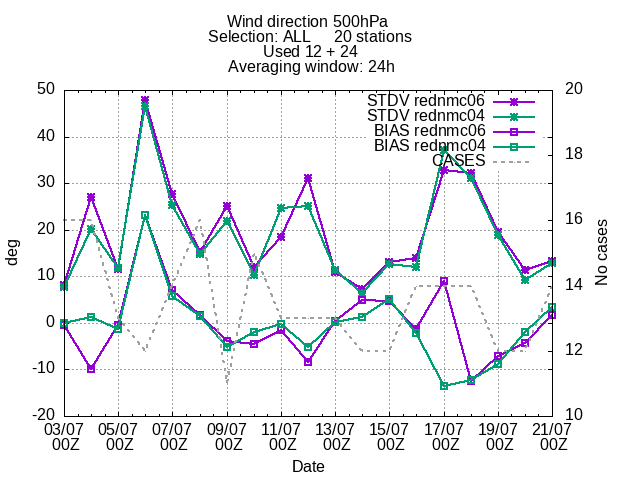 Wind direction 500hPa
Selection: ALL 20 stations
Used 12 + 24
Averaging window: 24h
50
40
30
20
10
0
-10
-20
deg
STDV rednmc06
STDV rednmc04
BIAS rednmc06
BIAS rednmc04
CASES
20
18
16
14
12
10
No cases
03/07 05/07 07/07 09/07 11/07 13/07 15/07 17/07 19/07 21/07
00Z 00Z 00Z 00Z 00Z 00Z 00Z 00Z 00Z 00Z
Date